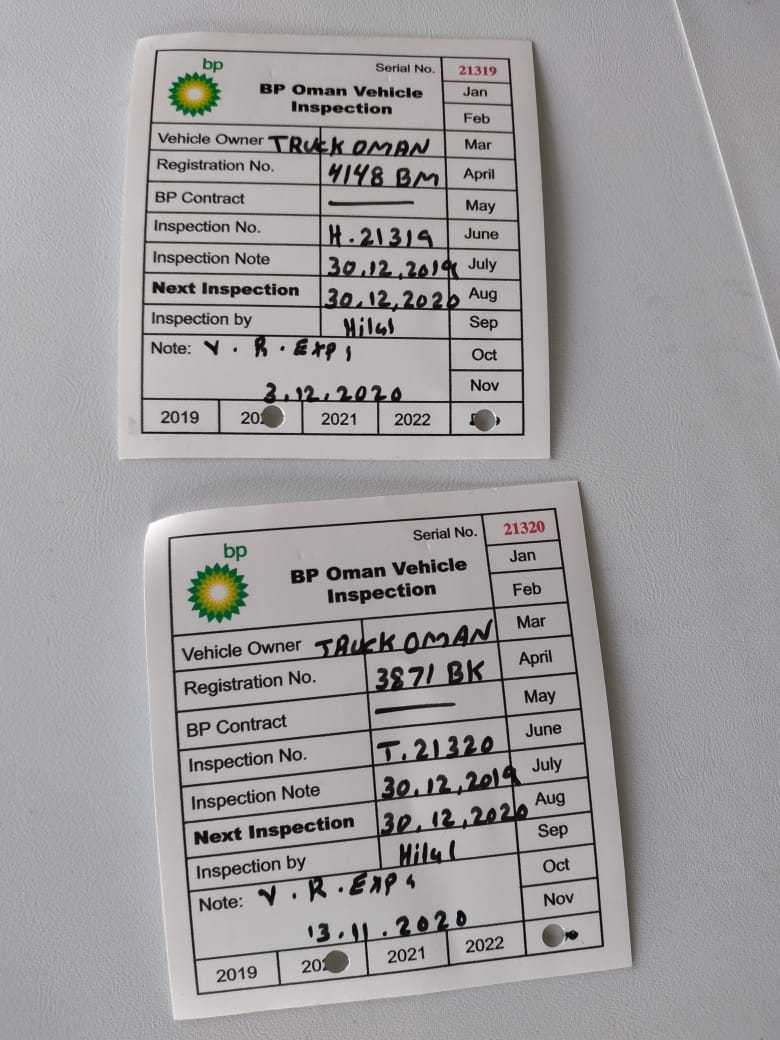 bp
Serial No. 21319
BP Oman Vehicle Jan
Inspection Feb
Vehicle Owner TRUCK OMAN Mar
Registration No. 4148 BM April
BP Contract May
Inspection No. H.21319 June
Inspection Note 30.12.2019 July
Next Inspection 30.12.2020 Aug
Inspection by Hilal Sep
Note: V.R.EXP: Oct
3.12.2020 Nov
2019 2021 2022
bp
Serial No. 21320
BP Oman Vehicle Jan
Inspection Feb
Vehicle Owner TRUCK OMAN Mar
Registration No. 3871 BK April
BP Contract May
Inspection No. T.21320 June
Inspection Note 30.12.2019 July
Next Inspection 30.12.2020 Aug
Inspection by Hilal Sep
Note: V.R.EXP: Oct
13.11.2020 Nov
2019 2021 2022